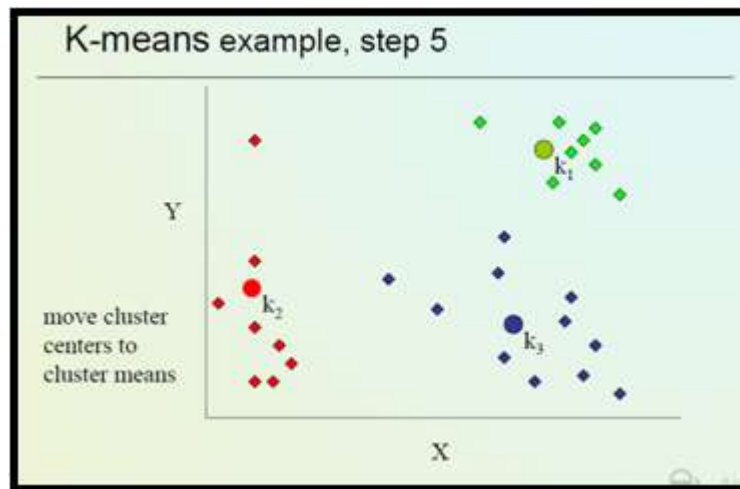 K-means example, step 5
k₁
Y
k₂
move cluster
centers to
cluster means
k₃
X